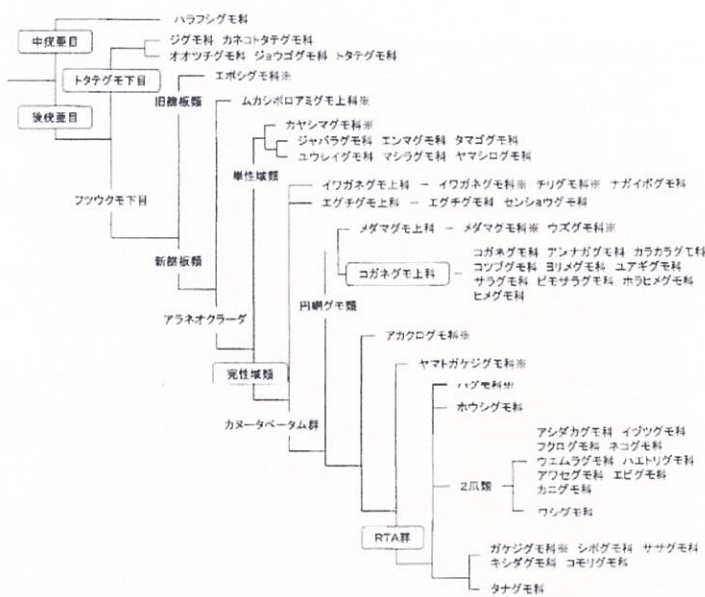 ハラフシグモ科
中疣亜目
ジグモ科 カネコトタテグモ科
オオツチグモ科 ジョウゴグモ科 トタテグモ科
トタテグモ下目
エボシグモ科※
旧篩板類
ムカシボロアミグモ上科※
後疣亜目
カヤシマグモ科※
ジャバラグモ科 エンマグモ科 タマゴグモ科
ユウレイグモ科 マシラグモ科 ヤマシログモ科
単性域類
イワガネグモ上科 － イワガネグモ科※ チリグモ科※ ナガイボグモ科
フツウクモ下目
エグチグモ上科 － エグチグモ科 センショウグモ科
メダマグモ上科 － メダマグモ科※ ウズグモ科※
新篩板類
コガネグモ科 アシナガグモ科 カラカラグモ科
コガネグモ上科
コツブグモ科 ヨリメグモ科 ユアギグモ科
サラグモ科 ピモサラグモ科 ホラヒメグモ科
ヒメグモ科
円網グモ類
アラネオクラーダ
アカクログモ科※
ヤマトガケジグモ科※
完性域類
ハグモ科※
ホウシグモ科
カヌータベータム群
アシダカグモ科 イヅツグモ科
フクログモ科 ネコグモ科
ウエムラグモ科 ハエトリグモ科
アワセグモ科 エビグモ科
カニグモ科
2爪類
ワシグモ科
RTA群
ガケジグモ科※ シボグモ科 ササグモ科
キシダグモ科 コモリグモ科
タナグモ科